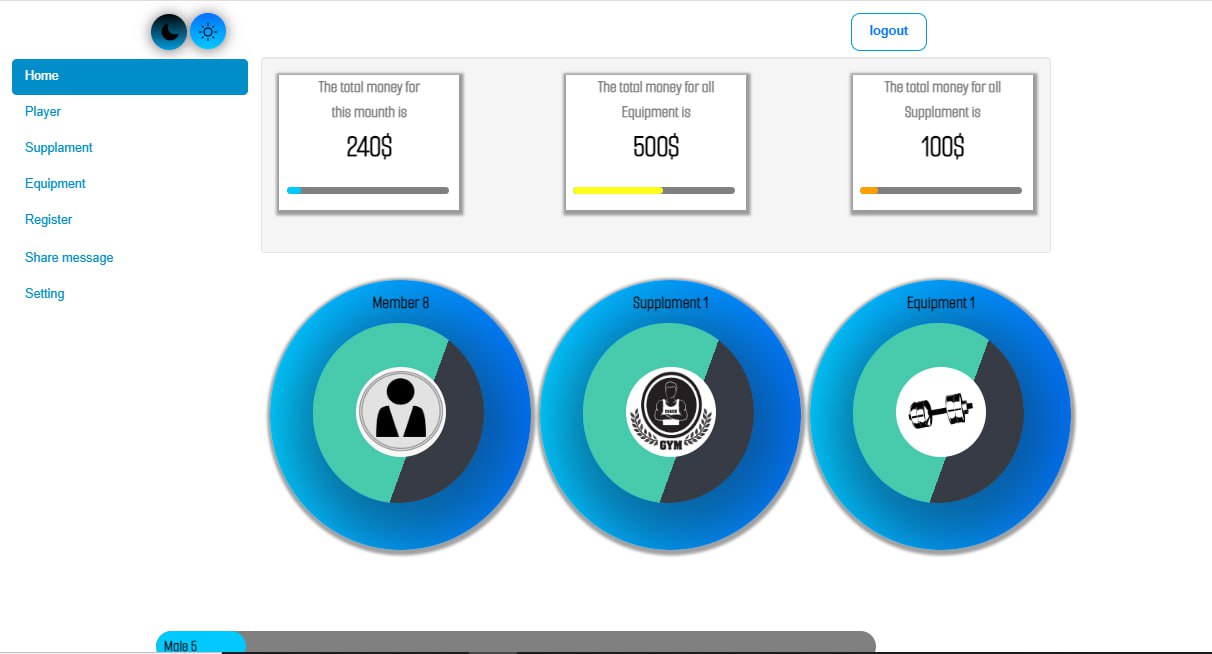 logout
Home
Player
Supplament
Equipment
Register
Share message
Setting
The total money for
this mounth is
240$
The total money for all
Equipment is
500$
The total money for all
Supplament is
100$
Member 8
Supplament 1
Equipment 1
GYM
Male 5